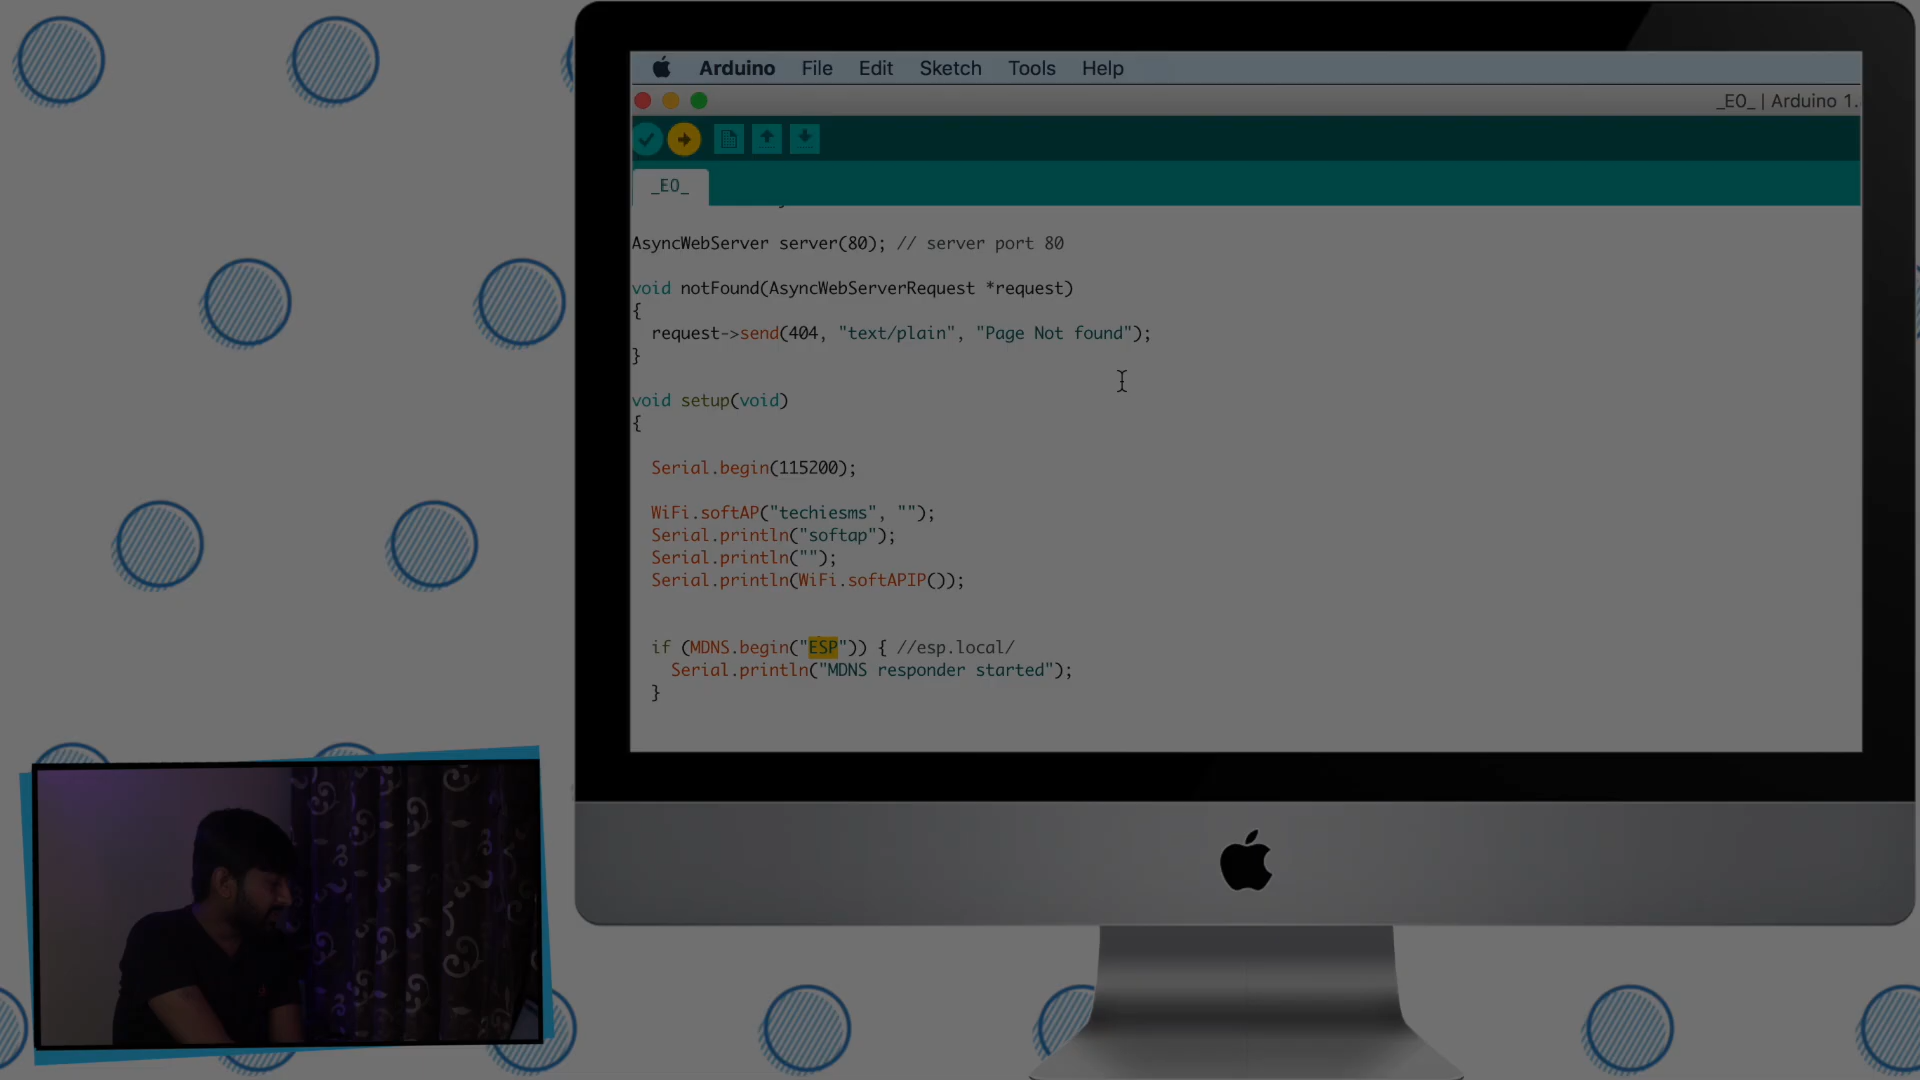 Arduino File Edit Sketch Tools Help
_EO_ | Arduino 1.
_EO_
AsyncWebServer server(80); // server port 80
void notFound(AsyncWebServerRequest *request)
{
request->send(404, "text/plain", "Page Not found");
}
void setup(void)
{
Serial.begin(115200);
WiFi.softAP("techiesms", "");
Serial.println("softap");
Serial.println("");
Serial.println(WiFi.softAPIP());
if (MDNS.begin("ESP")) { //esp.local/
Serial.println("MDNS responder started");
}